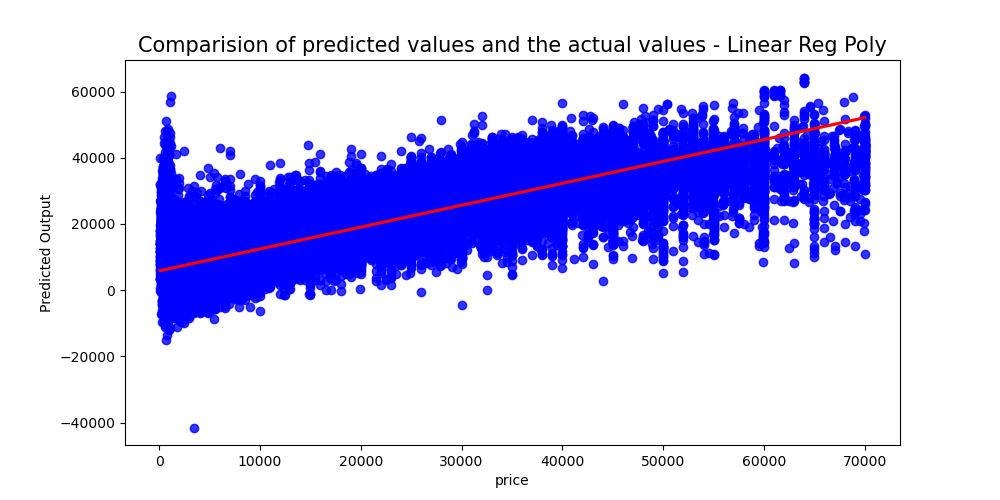 Comparision of predicted values and the actual values - Linear Reg Poly
60000
40000
20000
0
−20000
−40000
Predicted Output
0 10000 20000 30000 40000 50000 60000 70000
price